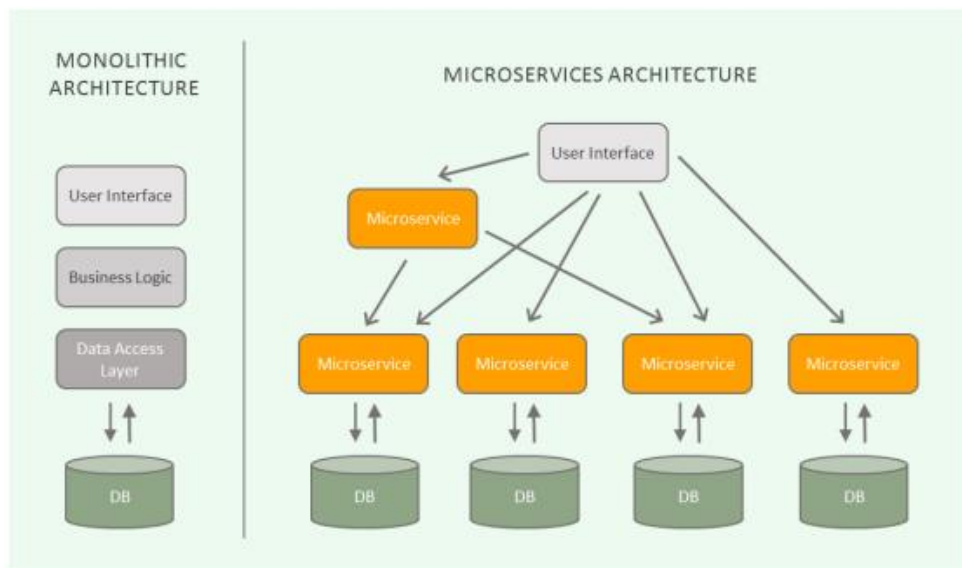 MONOLITHIC
ARCHITECTURE
User Interface
Business Logic
Data Access
Layer
DB
MICROSERVICES ARCHITECTURE
User Interface
Microservice
Microservice
Microservice
Microservice
Microservice
DB
DB
DB
DB